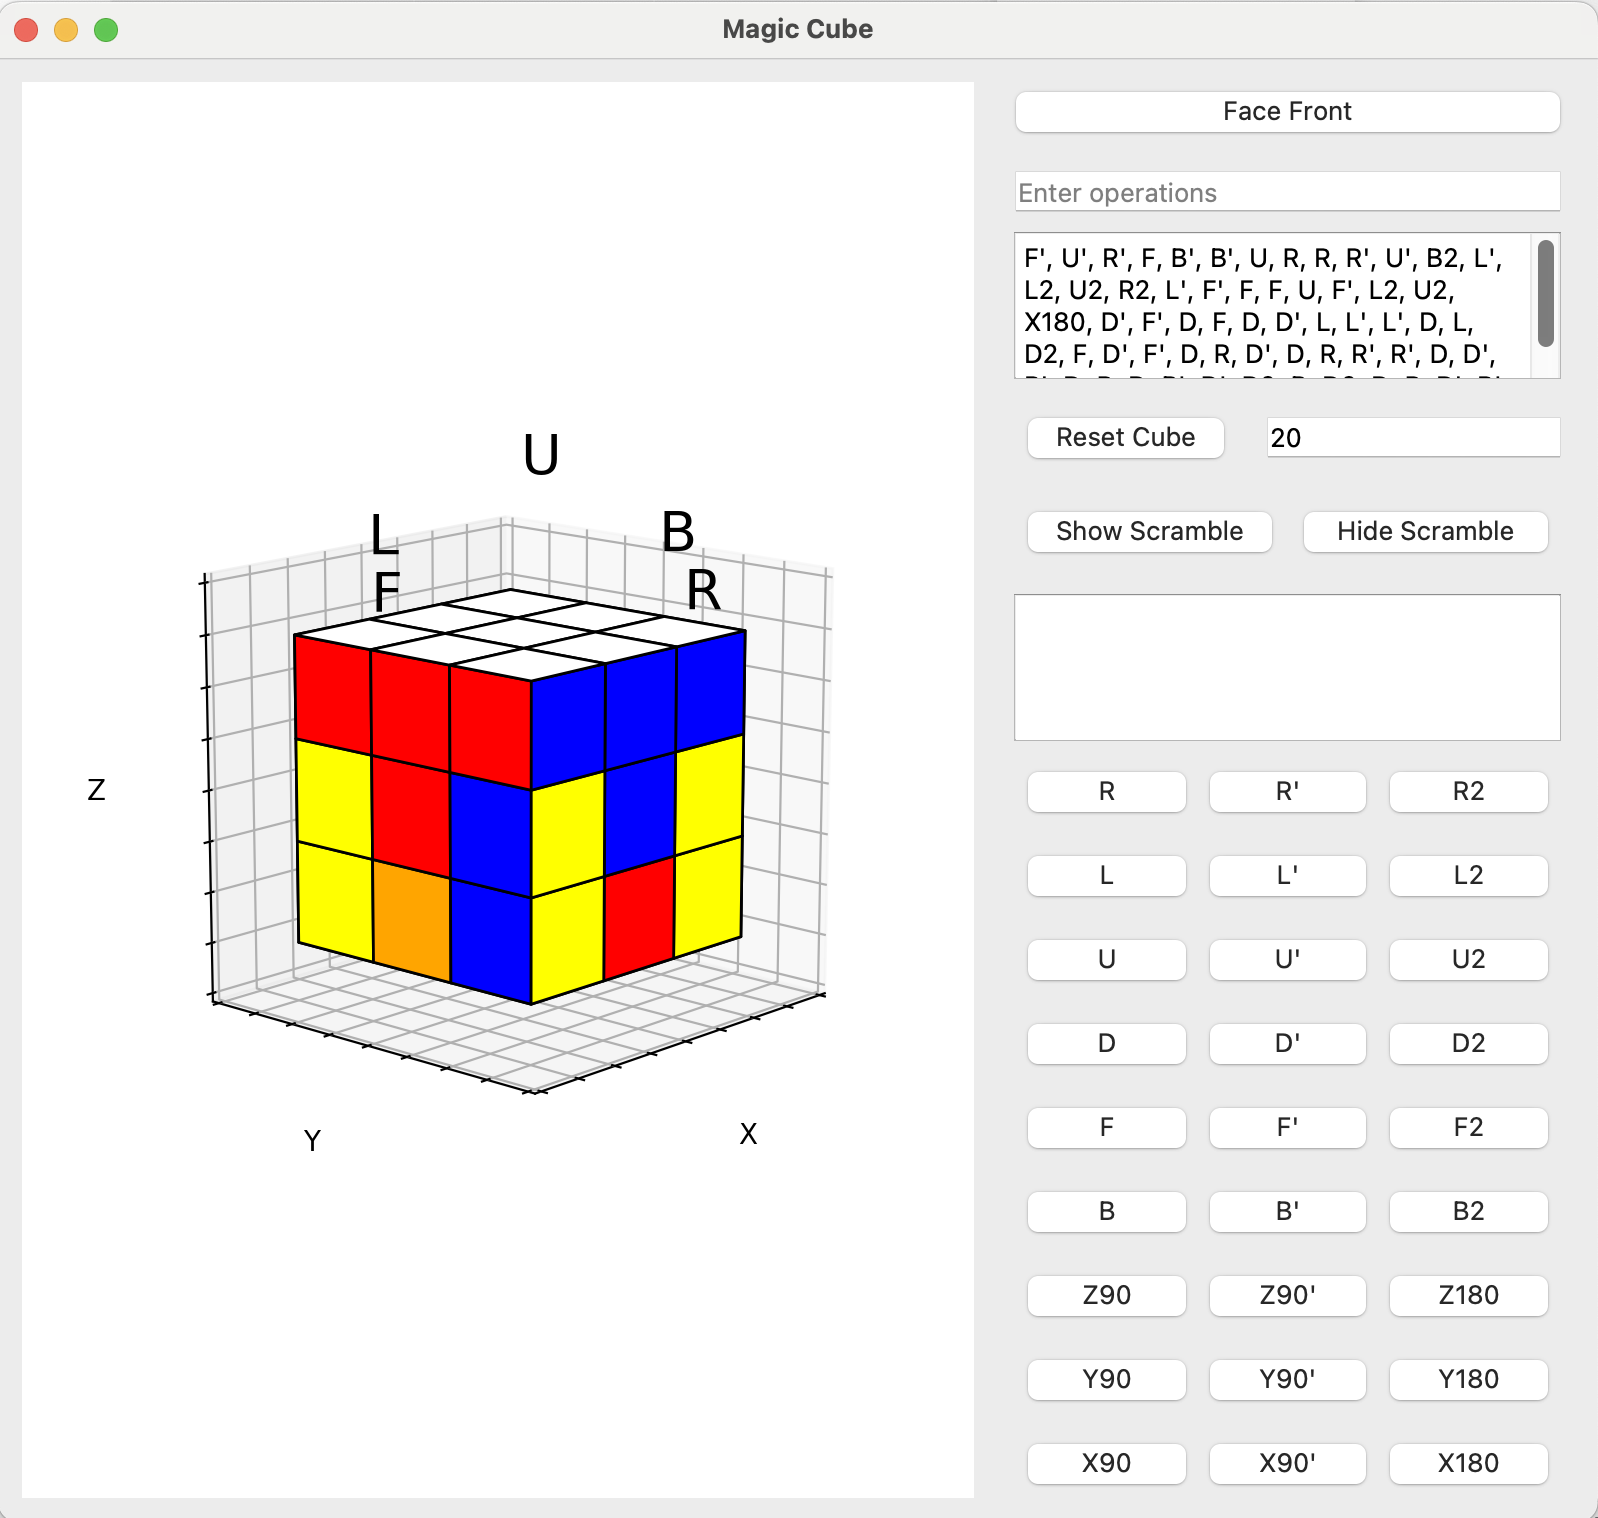 Magic Cube
Face Front
Enter operations
F', U', R', F, B', B', U, R, R, R', U', B2, L',
L2, U2, R2, L', F', F, F, U, F', L2, U2,
X180, D', F', D, F, D, D', L, L', L', D, L,
D2, F, D', F', D, R, D', D, R, R', R', D, D',
Reset Cube
20
Show Scramble
Hide Scramble
U
L
B
F
R
Z
Y
X
R R' R2
L L' L2
U U' U2
D D' D2
F F' F2
B B' B2
Z90 Z90' Z180
Y90 Y90' Y180
X90 X90' X180